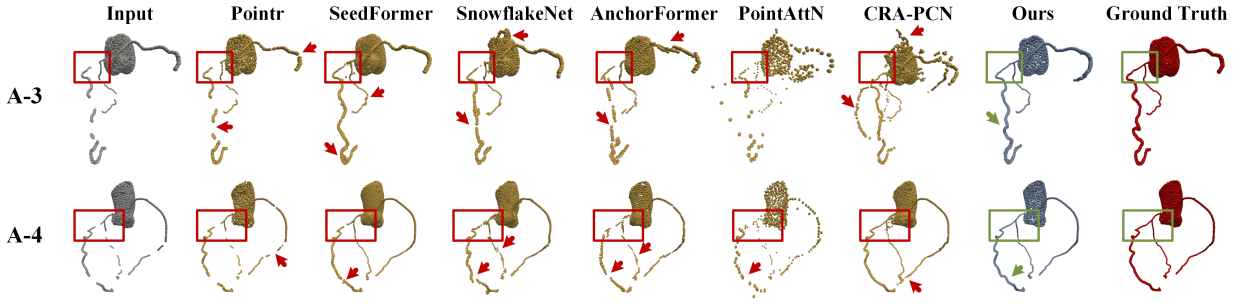 Input Pointr SeedFormer SnowflakeNet AnchorFormer PointAttN CRA-PCN Ours Ground Truth
A-3
A-4